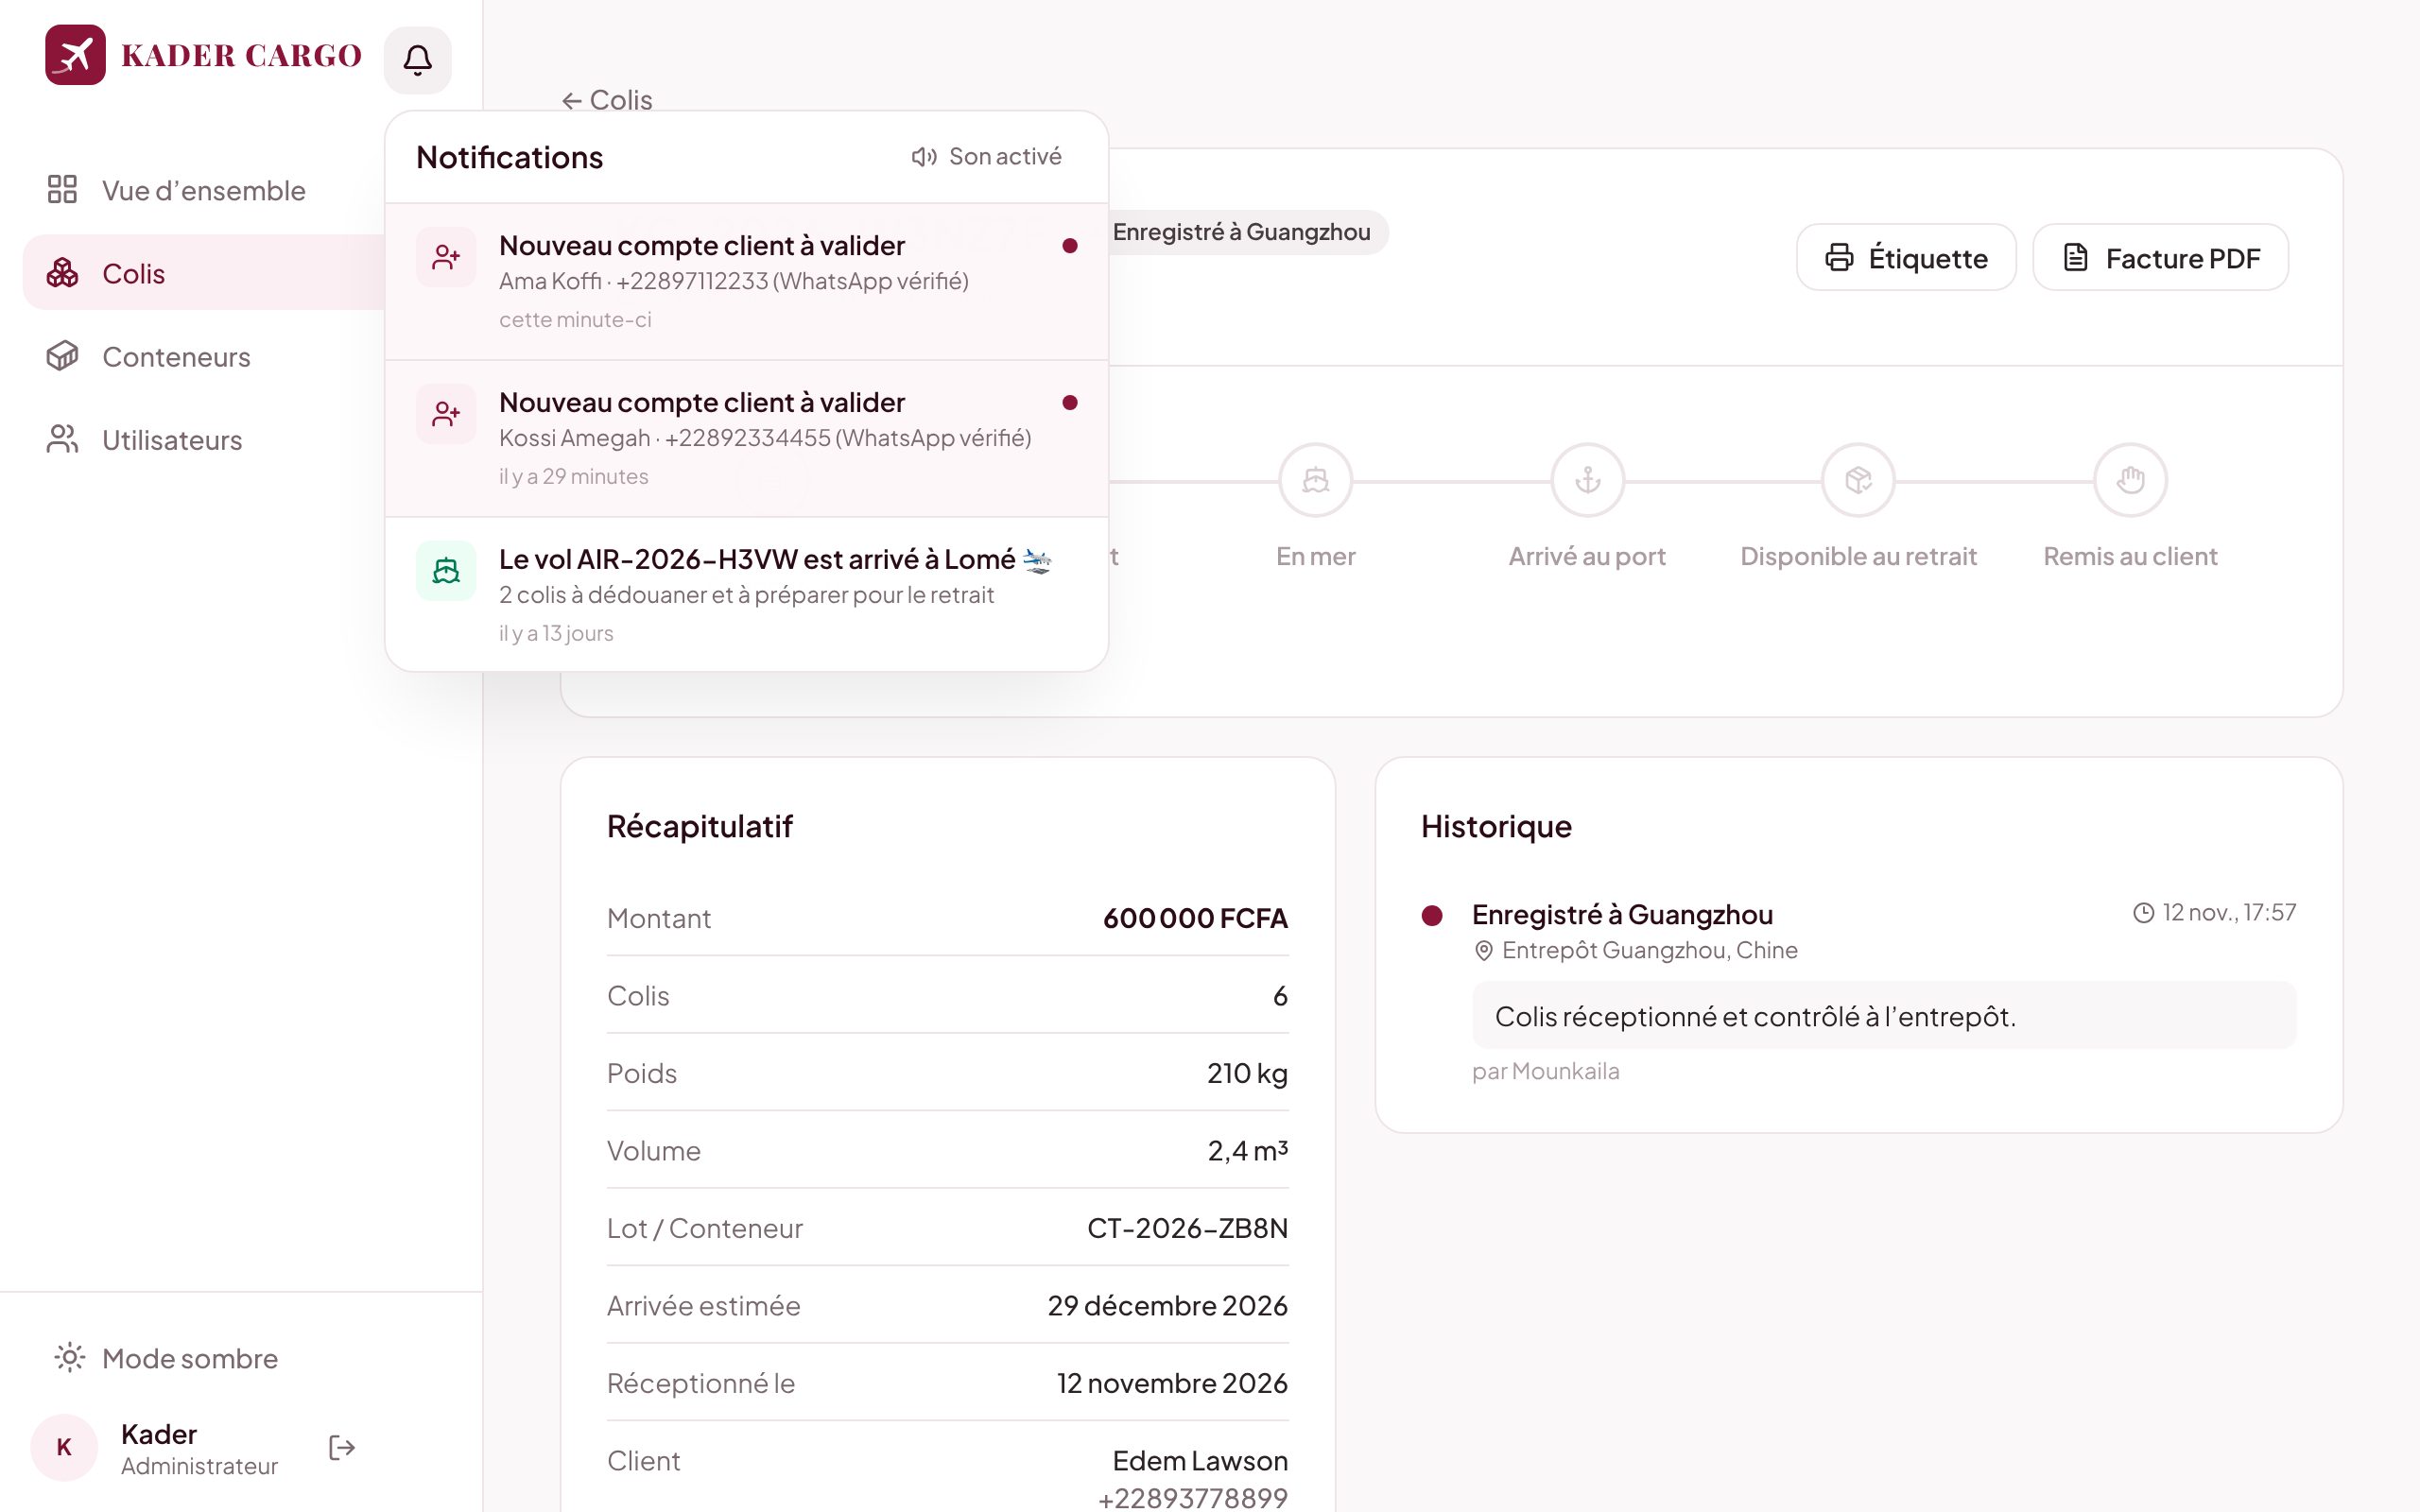 KADER CARGO
Vue d’ensemble
Colis
Conteneurs
Utilisateurs
Mode sombre
K
Kader
Administrateur
← Colis
Notifications
Son activé
Nouveau compte client à valider
Ama Koffi · +22897112233 (WhatsApp vérifié)
cette minute-ci
Nouveau compte client à valider
Kossi Amegah · +22892334455 (WhatsApp vérifié)
il y a 29 minutes
Le vol AIR-2026-H3VW est arrivé à Lomé 🛬
2 colis à dédouaner et à préparer pour le retrait
il y a 13 jours
Enregistré à Guangzhou
Étiquette
Facture PDF
t
En mer
Arrivé au port
Disponible au retrait
Remis au client
Récapitulatif
Montant 600 000 FCFA
Colis 6
Poids 210 kg
Volume 2,4 m³
Lot / Conteneur CT-2026-ZB8N
Arrivée estimée 29 décembre 2026
Réceptionné le 12 novembre 2026
Client Edem Lawson
+22893778899
Historique
Enregistré à Guangzhou 12 nov., 17:57
Entrepôt Guangzhou, Chine
Colis réceptionné et contrôlé à l’entrepôt.
par Mounkaila